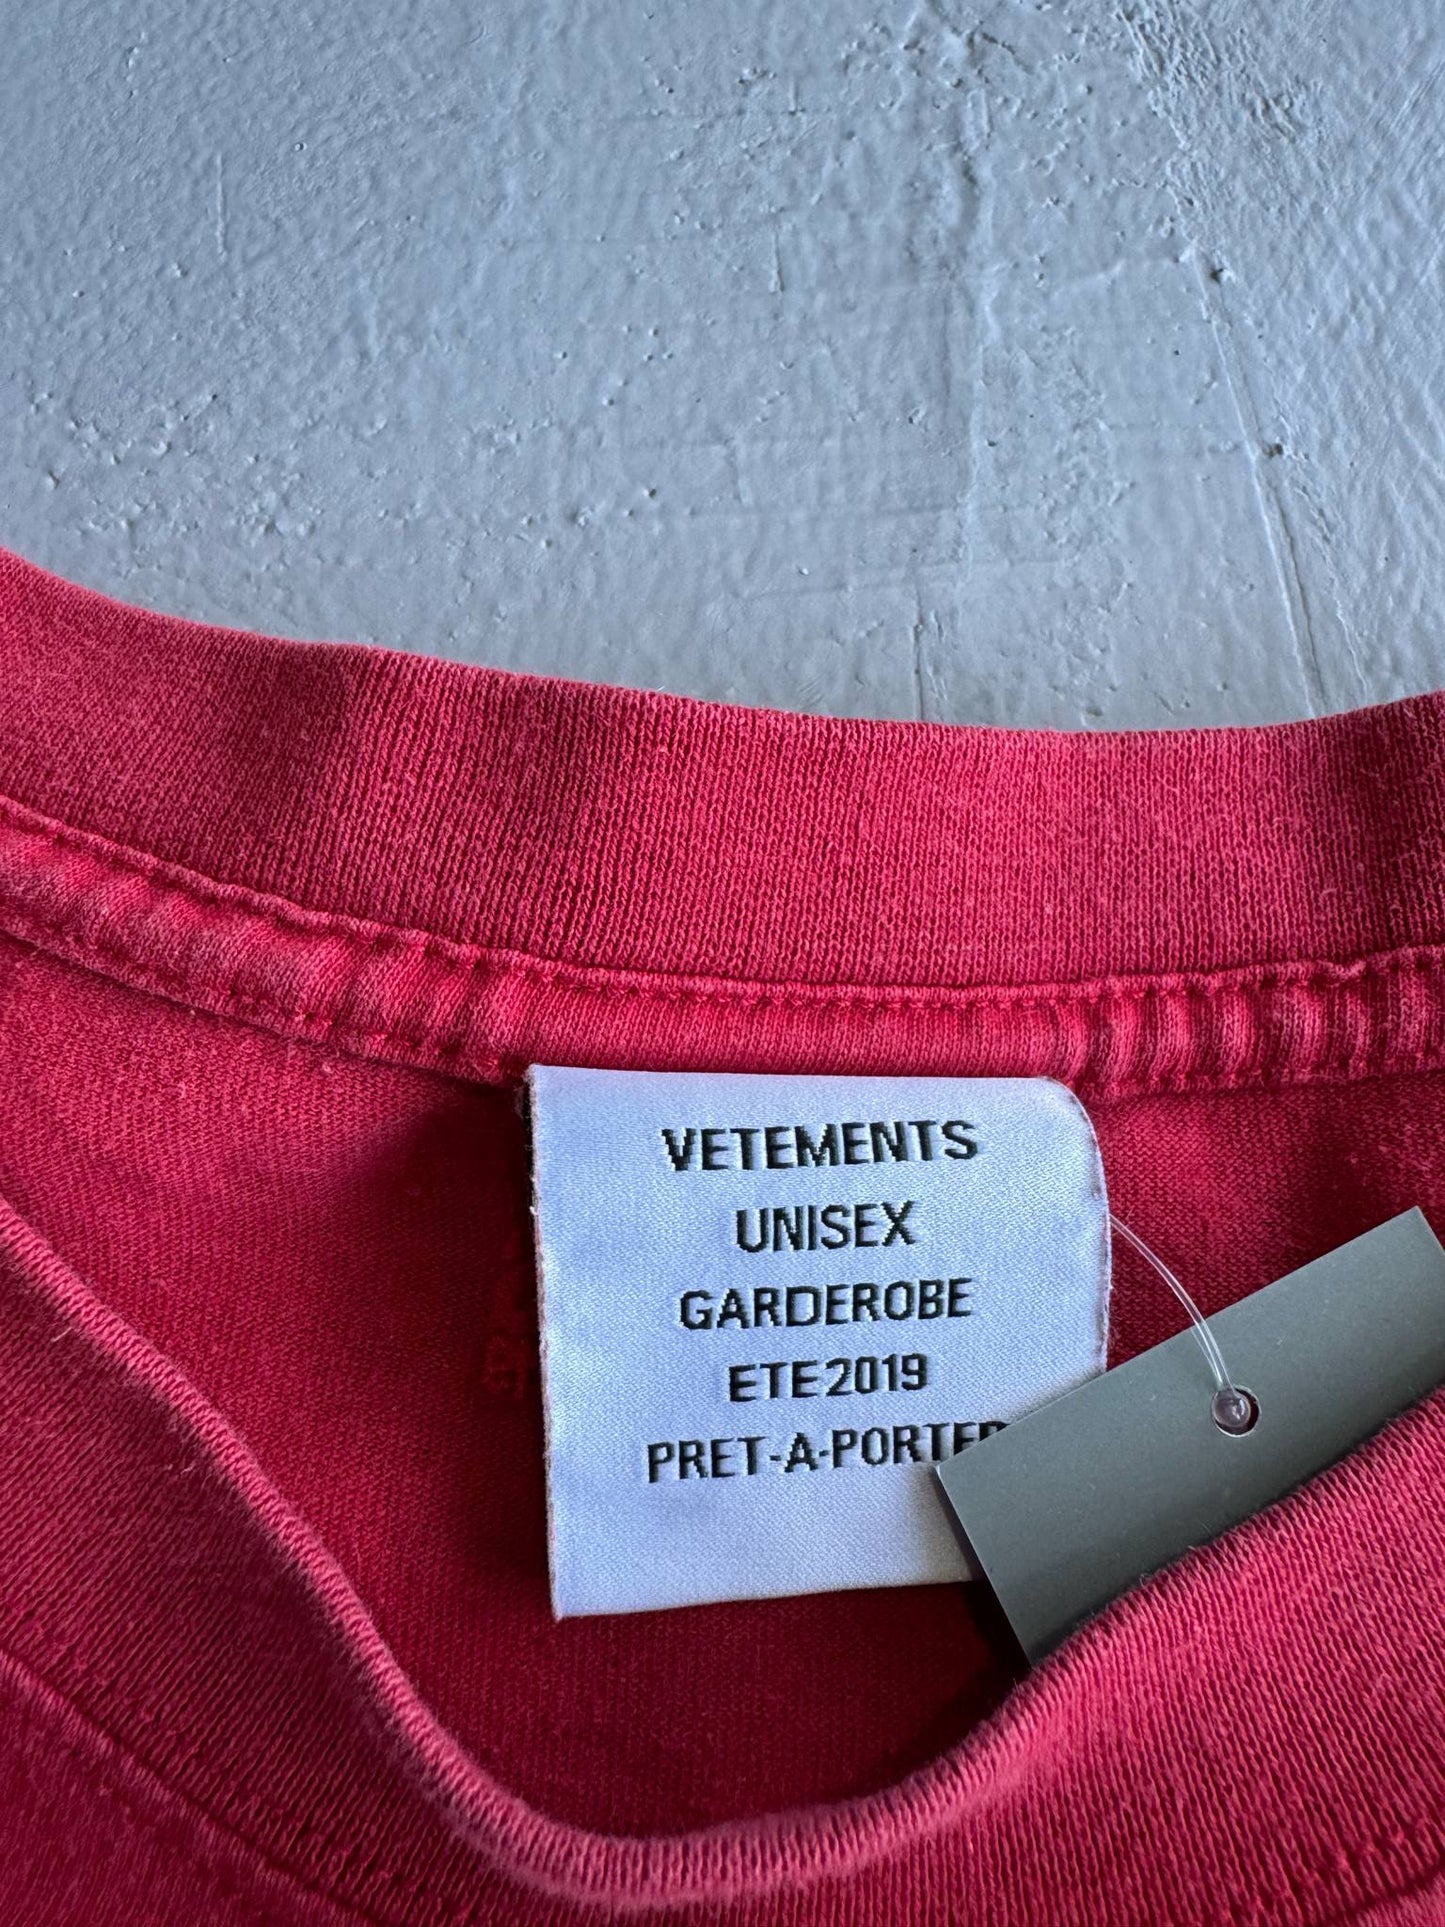 VETEMENTS
UNISEX
GARDEROBE
ETE2019
PRET-A-PORTER